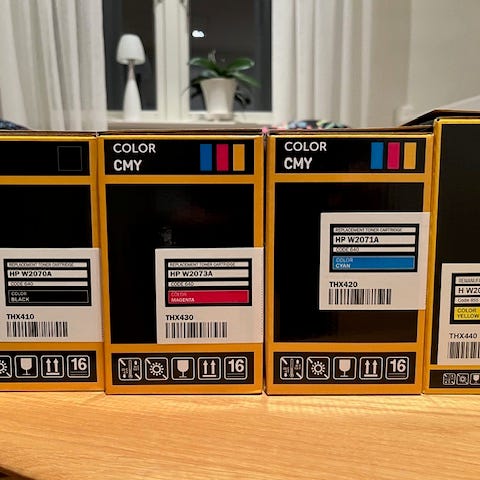 REPLACEMENT TONER CARTRIDGE
HP W2070A
CODE 640
COLOR
BLACK
THX410
16
COLOR
CMY
REPLACEMENT TONER CARTRIDGE
HP W2073A
CODE 640
COLOR
MAGENTA
THX430
16
COLOR
CMY
REPLACEMENT TONER CARTRIDGE
HP W2071A
CODE 640
COLOR
CYAN
THX420
16
H W20
COLOR
YELLOW
THX440